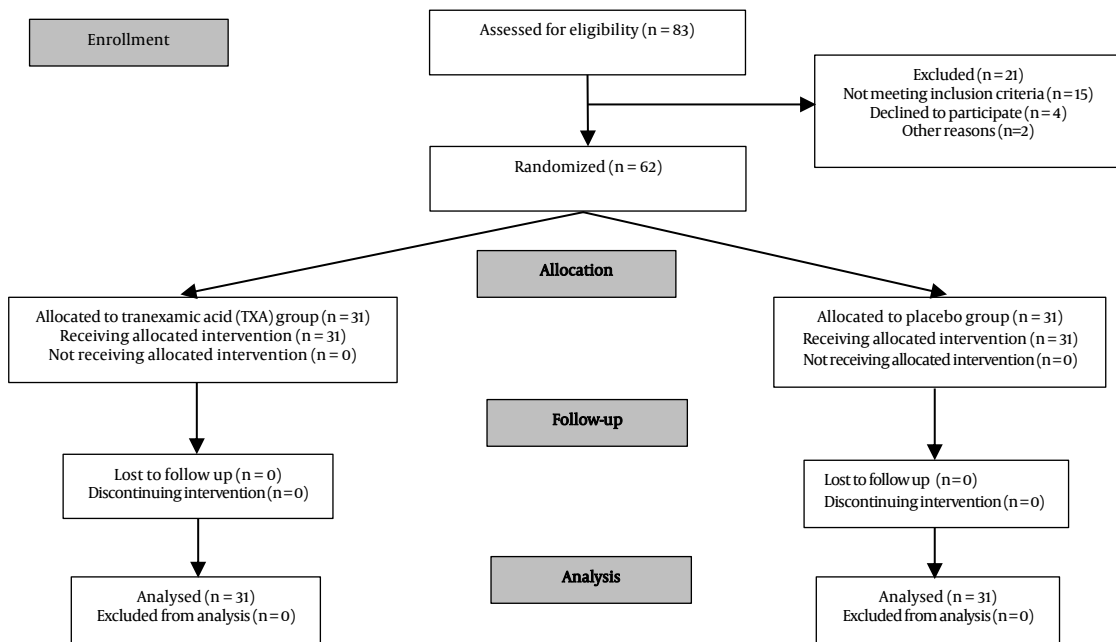 Enrollment
Assessed for eligibility (n = 83)
Excluded (n = 21)
Not meeting inclusion criteria (n = 15)
Declined to participate (n = 4)
Other reasons (n=2)
Randomized (n = 62)
Allocation
Allocated to tranexamic acid (TXA) group (n = 31)
Receiving allocated intervention (n = 31)
Not receiving allocated intervention (n = 0)
Allocated to placebo group (n = 31)
Receiving allocated intervention (n = 31)
Not receiving allocated intervention (n=0)
Follow-up
Lost to follow up (n = 0)
Discontinuing intervention (n=0)
Lost to follow up (n=0)
Discontinuing intervention (n=0)
Analysis
Analysed (n = 31)
Excluded from analysis (n=0)
Analysed (n = 31)
Excluded from analysis (n=0)